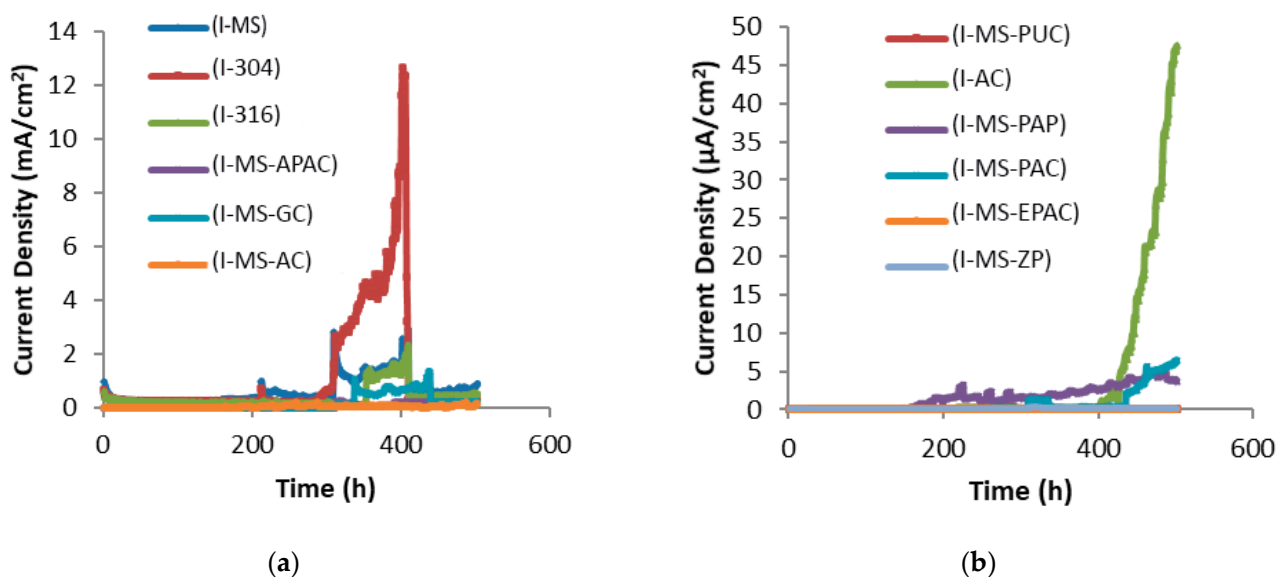 14
12
10
8
6
4
2
0
Current Density (mA/cm²)
(I-MS)
(I-304)
(I-316)
(I-MS-APAC)
(I-MS-GC)
(I-MS-AC)
0
200
400
600
Time (h)
(a)
50
45
40
35
30
25
20
15
10
5
0
Current Density (µA/cm²)
(I-MS-PUC)
(I-AC)
(I-MS-PAP)
(I-MS-PAC)
(I-MS-EPAC)
(I-MS-ZP)
0
200
400
600
Time (h)
(b)